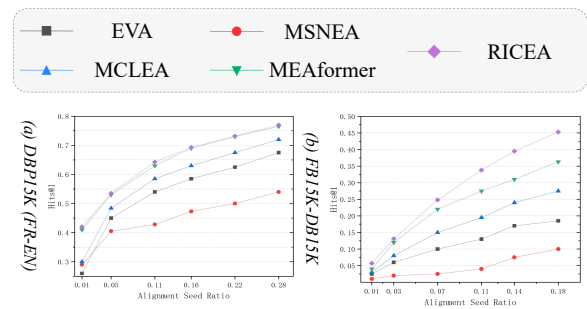 EVA
MSNEA
RICEA
MCLEA
MEAformer
(a) DBP15K (FR-EN)
Hits@1
0.8
0.7
0.6
0.5
0.4
0.3
0.01 0.05 0.11 0.16 0.22 0.28
Alignment Seed Ratio
(b) FB15K-DB15K
Hits@1
0.50
0.45
0.40
0.35
0.30
0.25
0.20
0.15
0.10
0.05
0.01 0.03 0.07 0.11 0.14 0.18
Alignment Seed Ratio